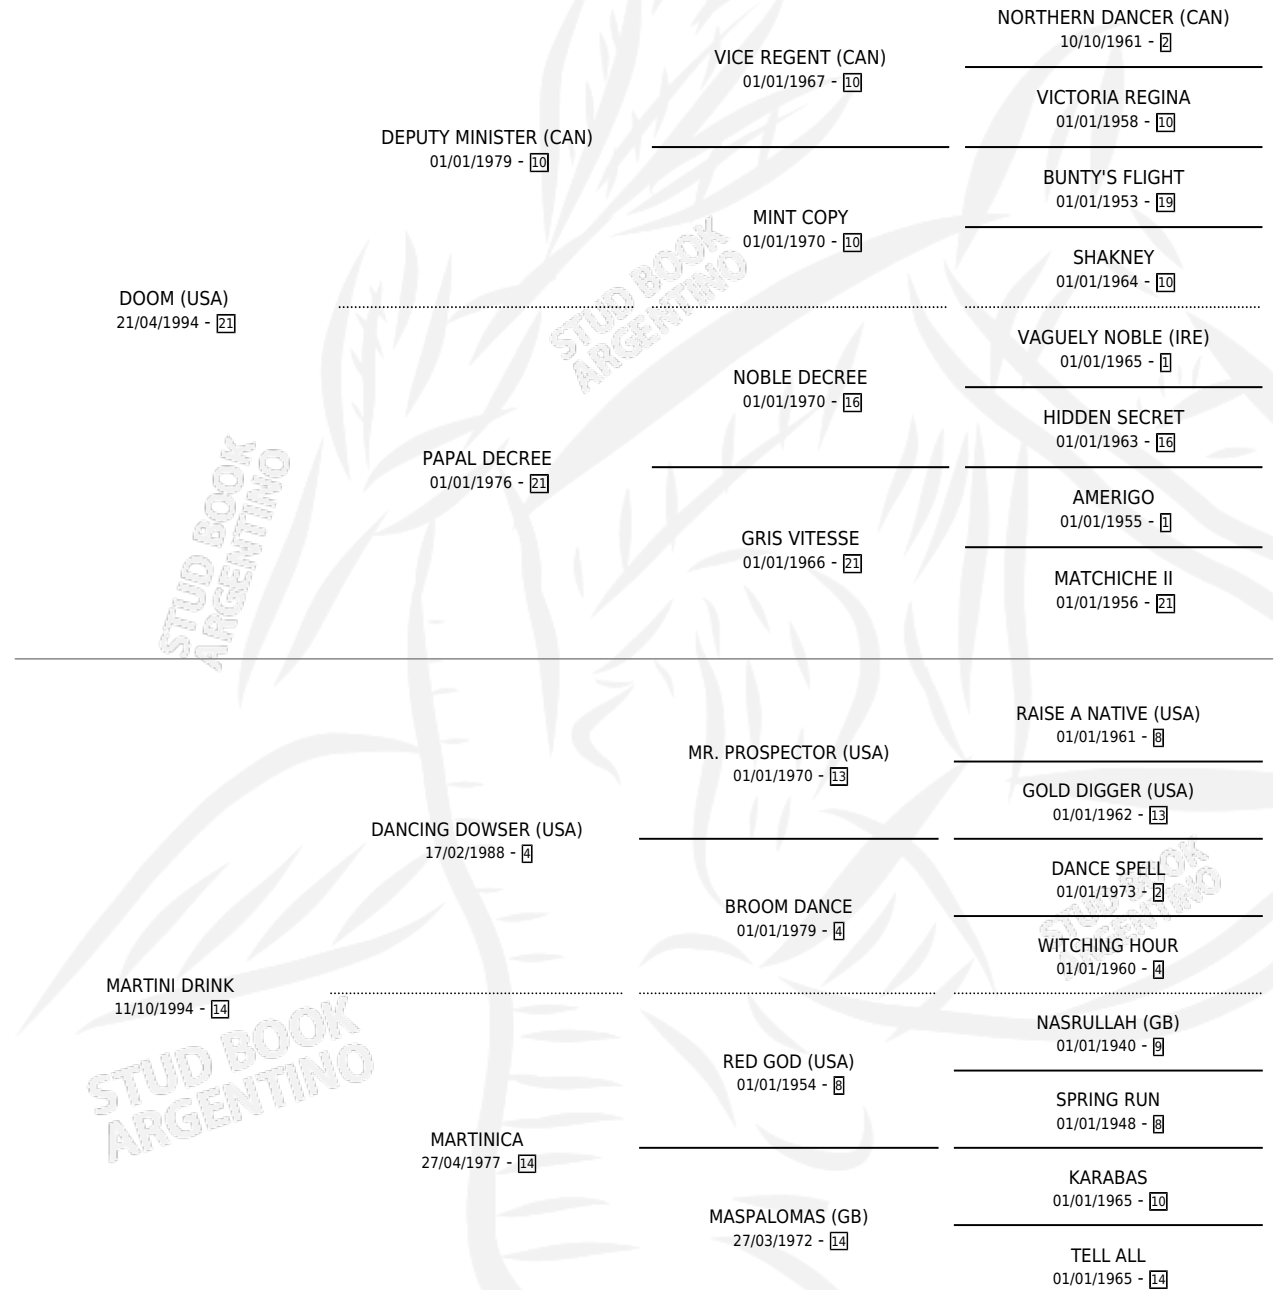 NORTHERN DANCER (CAN)
10/10/1961 - 2
VICE REGENT (CAN)
01/01/1967 - 10
VICTORIA REGINA
01/01/1958 - 10
DEPUTY MINISTER (CAN)
01/01/1979 - 10
BUNTY'S FLIGHT
01/01/1953 - 19
MINT COPY
01/01/1970 - 10
SHAKNEY
01/01/1964 - 10
DOOM (USA)
21/04/1994 - 21
VAGUELY NOBLE (IRE)
01/01/1965 - 1
NOBLE DECREE
01/01/1970 - 16
HIDDEN SECRET
01/01/1963 - 16
PAPAL DECREE
01/01/1976 - 21
AMERIGO
01/01/1955 - 1
GRIS VITESSE
01/01/1966 - 21
MATCHICHE II
01/01/1956 - 21
STUD BOOK
ARGENTINO
STUD BOOK
ARGENTINO
RAISE A NATIVE (USA)
01/01/1961 - 8
MR. PROSPECTOR (USA)
01/01/1970 - 13
GOLD DIGGER (USA)
01/01/1962 - 13
DANCING DOWSER (USA)
17/02/1988 - 4
DANCE SPELL
01/01/1973 - 2
BROOM DANCE
01/01/1979 - 4
WITCHING HOUR
01/01/1960 - 4
MARTINI DRINK
11/10/1994 - 14
NASRULLAH (GB)
01/01/1940 - 9
RED GOD (USA)
01/01/1954 - 8
SPRING RUN
01/01/1948 - 8
MARTINICA
27/04/1977 - 14
KARABAS
01/01/1965 - 10
MASPALOMAS (GB)
27/03/1972 - 14
TELL ALL
01/01/1965 - 14
STUD BOOK
ARGENTINO
STUD BOOK
ARGENTINO